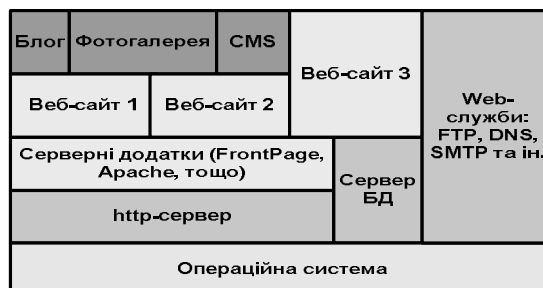 Блог
Фотогалерея
CMS
Веб-сайт 3
Web-
служби:
FTP, DNS,
SMTP та ін.
Веб-сайт 1
Веб-сайт 2
Серверні додатки (FrontPage,
Apache, тощо)
Сервер
БД
http-сервер
Операційна система